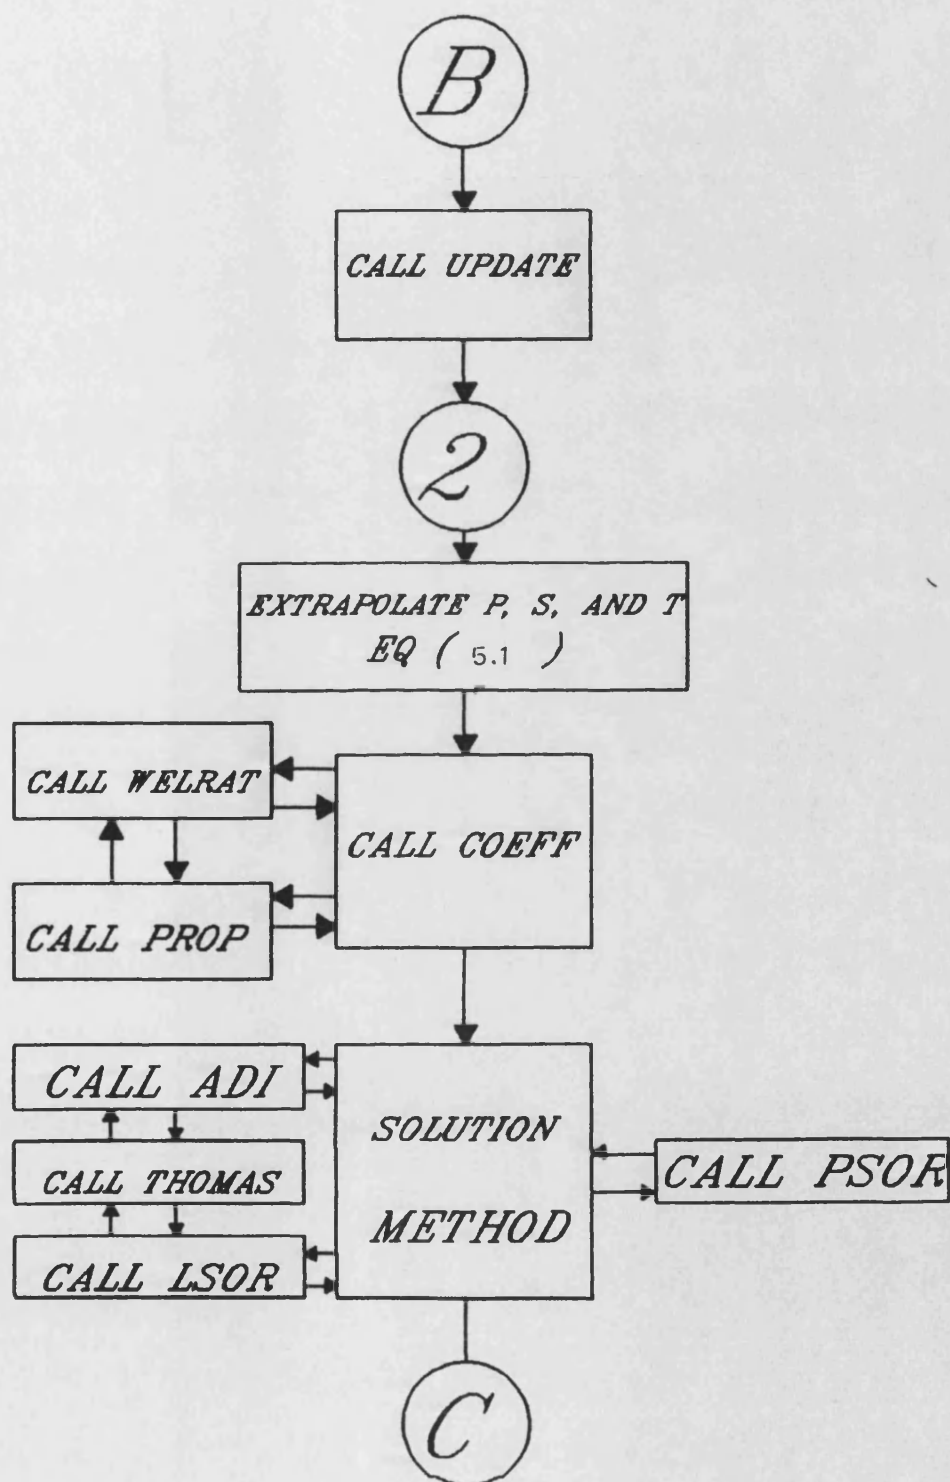 B
CALL UPDATE
2
EXTRAPOLATE P, S, AND T
EQ ( 5.1 )
CALL WELRAT
CALL COEFF
CALL PROP
CALL ADI
SOLUTION
METHOD
CALL THOMAS
CALL LSOR
CALL PSOR
C